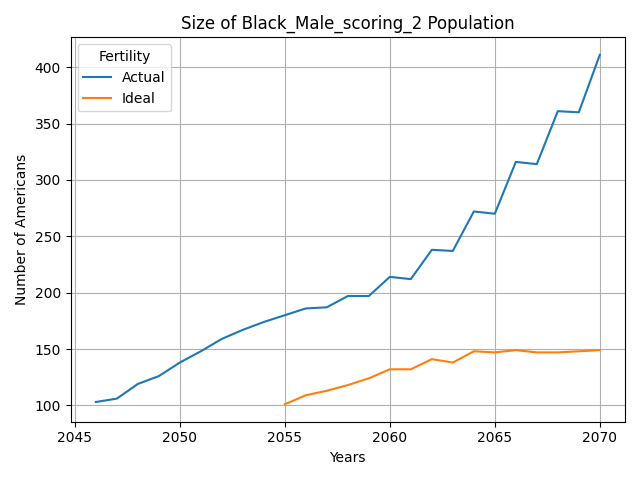 Size of Black_Male_scoring_2 Population
Fertility
Actual
Ideal
Number of Americans
400
350
300
250
200
150
100
2045 2050 2055 2060 2065 2070
Years